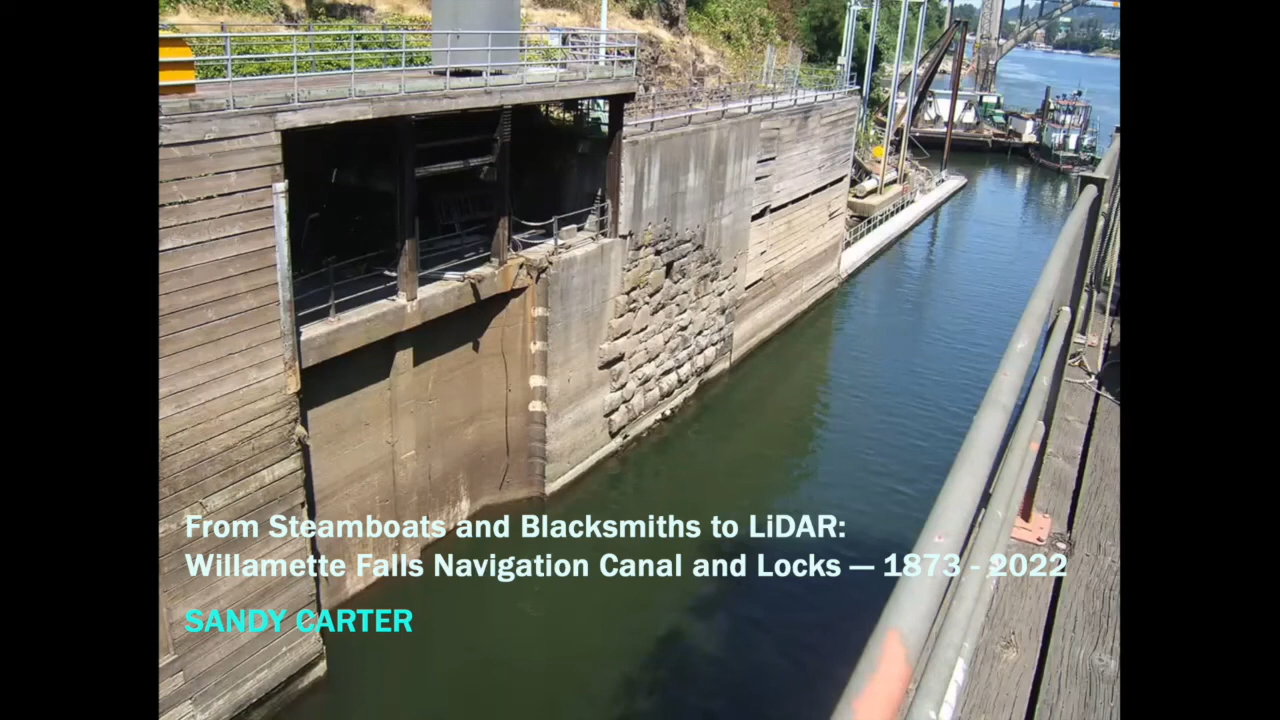 From Steamboats and Blacksmiths to LiDAR:
Willamette Falls Navigation Canal and Locks — 1873 - 2022
SANDY CARTER